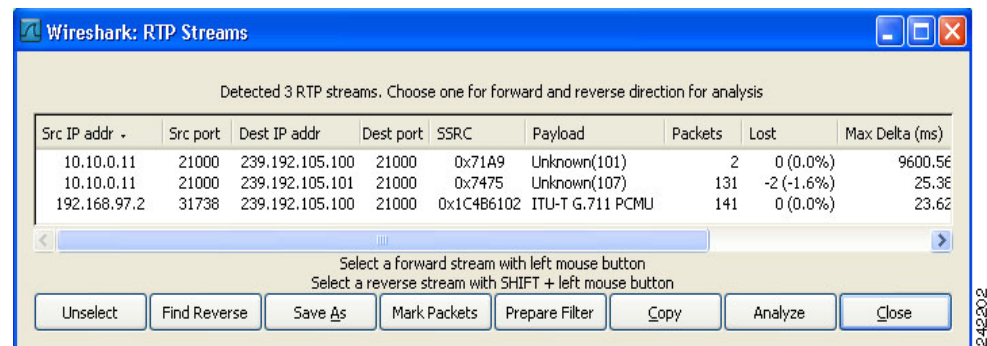 Wireshark: RTP Streams
Detected 3 RTP streams. Choose one for forward and reverse direction for analysis
Src IP addr Src port Dest IP addr Dest port SSRC Payload Packets Lost Max Delta (ms)
10.10.0.11 21000 239.192.105.100 21000 0x71A9 Unknown(101) 2 0 (0.0%) 9600.56
10.10.0.11 21000 239.192.105.101 21000 0x7475 Unknown(107) 131 -2 (-1.6%) 25.38
192.168.97.2 31738 239.192.105.100 21000 0x1C4B6102 ITU-T G.711 PCMU 141 0 (0.0%) 23.62
Select a forward stream with left mouse button
Select a reverse stream with SHIFT + left mouse button
Unselect Find Reverse Save As Mark Packets Prepare Filter Copy Analyze Close
242202